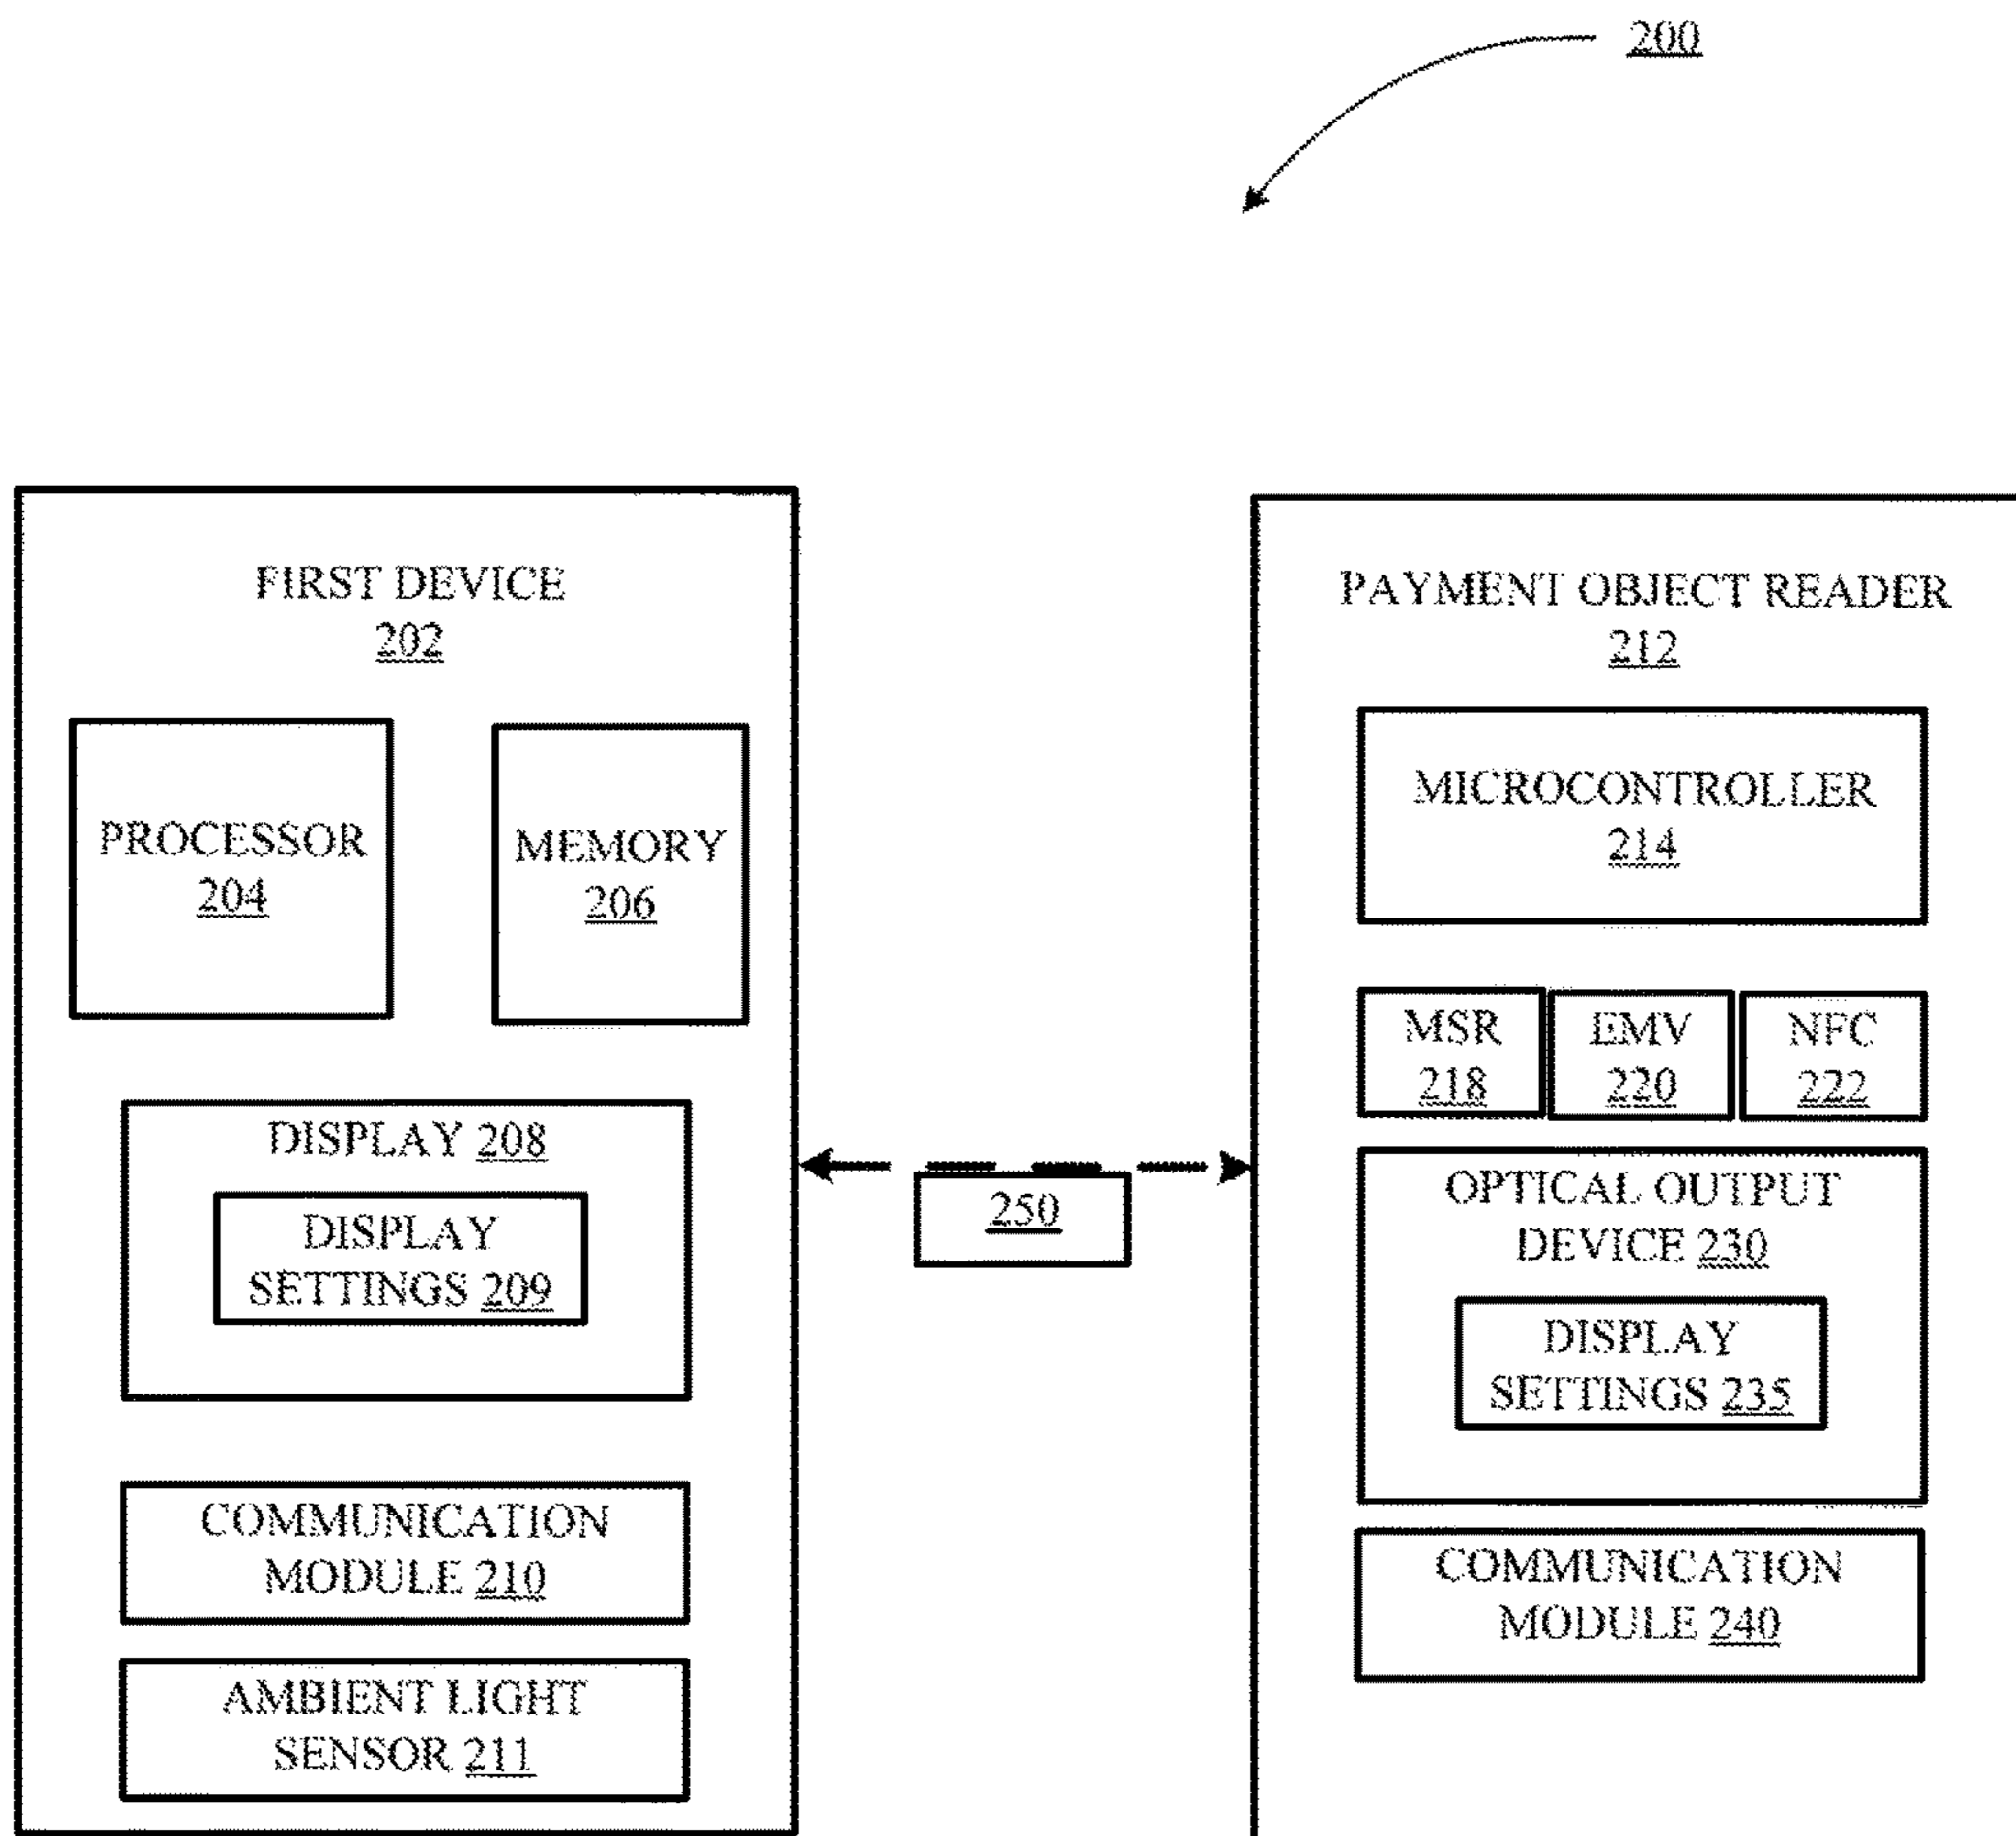 200
FIRST DEVICE
202
PROCESSOR
204
MEMORY
206
DISPLAY 208
DISPLAY
SETTINGS 209
COMMUNICATION
MODULE 210
AMBIENT LIGHT
SENSOR 211
250
PAYMENT OBJECT READER
212
MICROCONTROLLER
214
MSR
218
EMV
220
NFC
222
OPTICAL OUTPUT
DEVICE 230
DISPLAY
SETTINGS 235
COMMUNICATION
MODULE 240